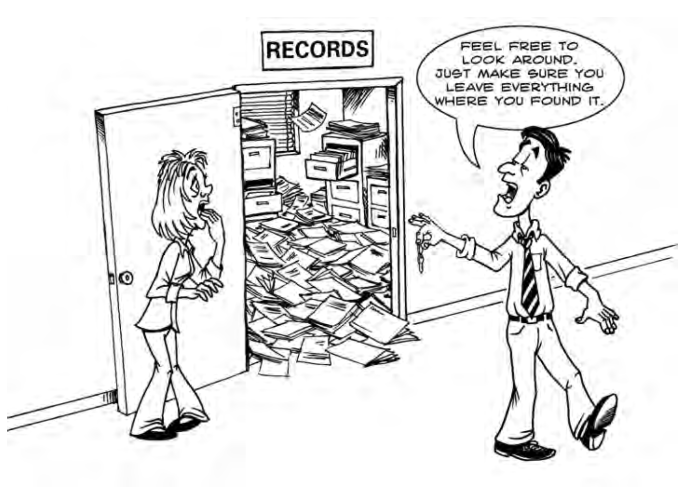 RECORDS
FEEL FREE TO
LOOK AROUND.
JUST MAKE SURE YOU
LEAVE EVERYTHING
WHERE YOU FOUND IT.